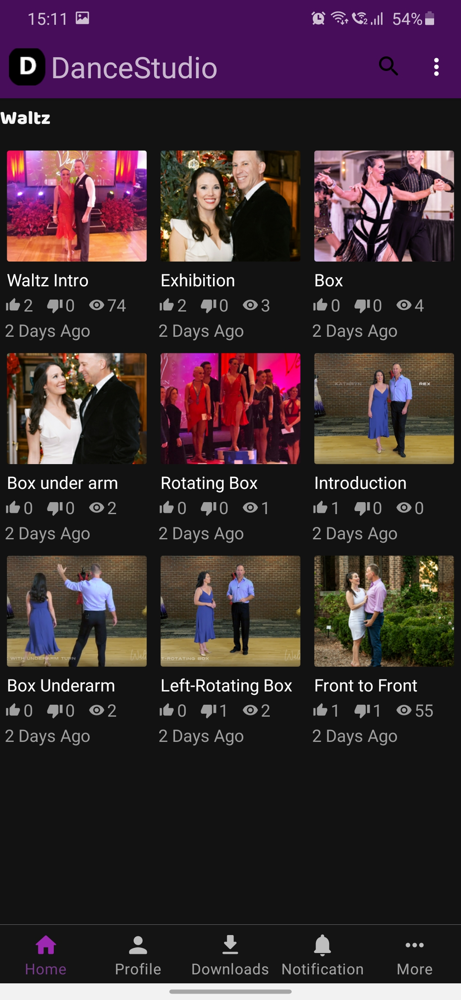 15:11 2 54%
D DanceStudio
Waltz
Vegas
Waltz Intro Exhibition Box
2 0 74 2 0 3 0 0 4
2 Days Ago 2 Days Ago 2 Days Ago
EN
KATHRYN REX
Box under arm Rotating Box Introduction
0 0 2 0 0 1 1 0 0
2 Days Ago 2 Days Ago 2 Days Ago
WITH UNDERARM TURN
T-ROTATING BOX
Box Underarm Left-Rotating Box Front to Front
0 0 2 0 1 2 1 1 55
2 Days Ago 2 Days Ago 2 Days Ago
Home Profile Downloads Notification More